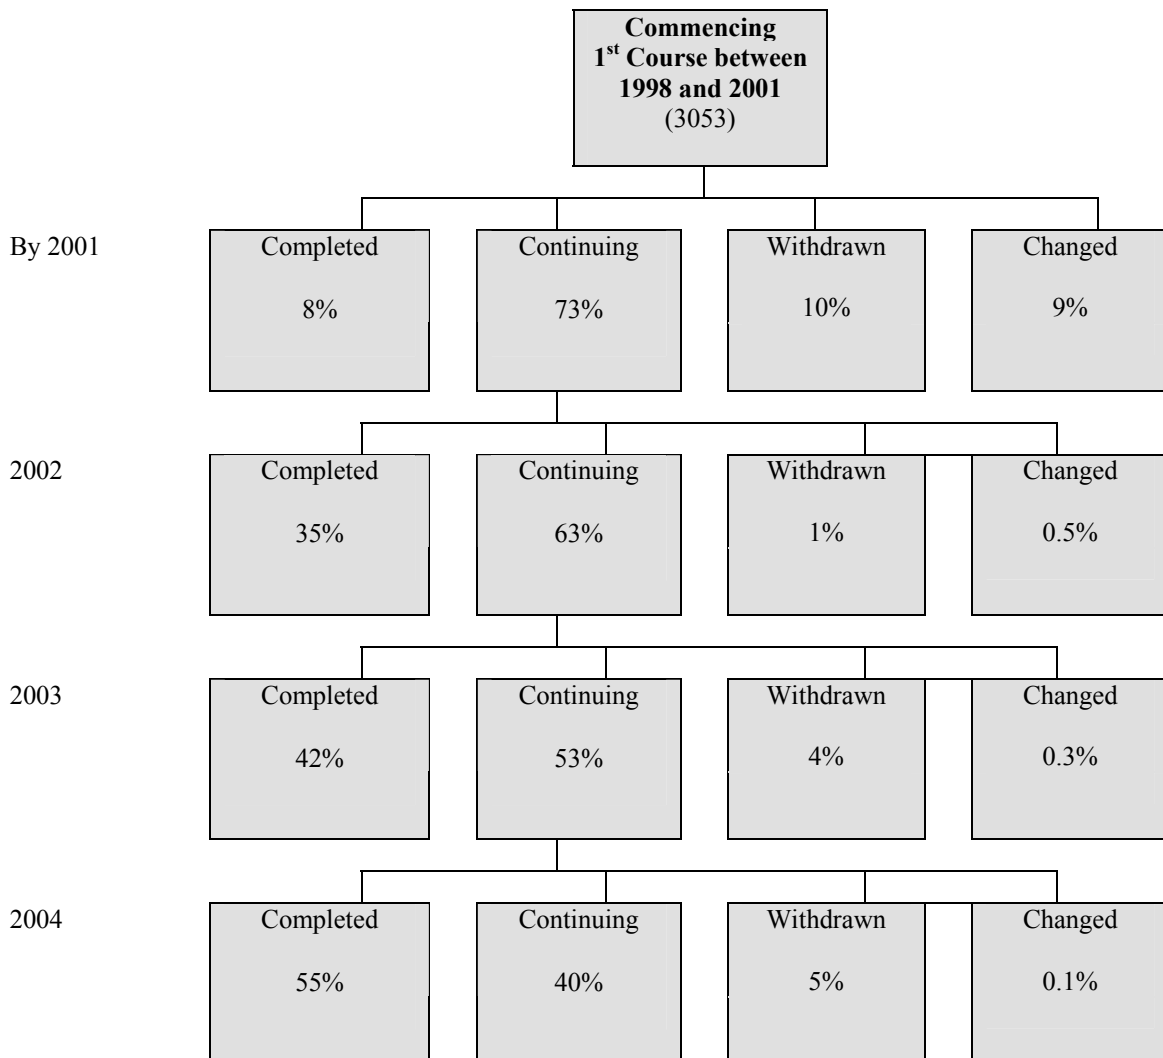 Commencing
1st Course between
1998 and 2001
(3053)
By 2001
Completed
8%
Continuing
73%
Withdrawn
10%
Changed
9%
2002
Completed
35%
Continuing
63%
Withdrawn
1%
Changed
0.5%
2003
Completed
42%
Continuing
53%
Withdrawn
4%
Changed
0.3%
2004
Completed
55%
Continuing
40%
Withdrawn
5%
Changed
0.1%